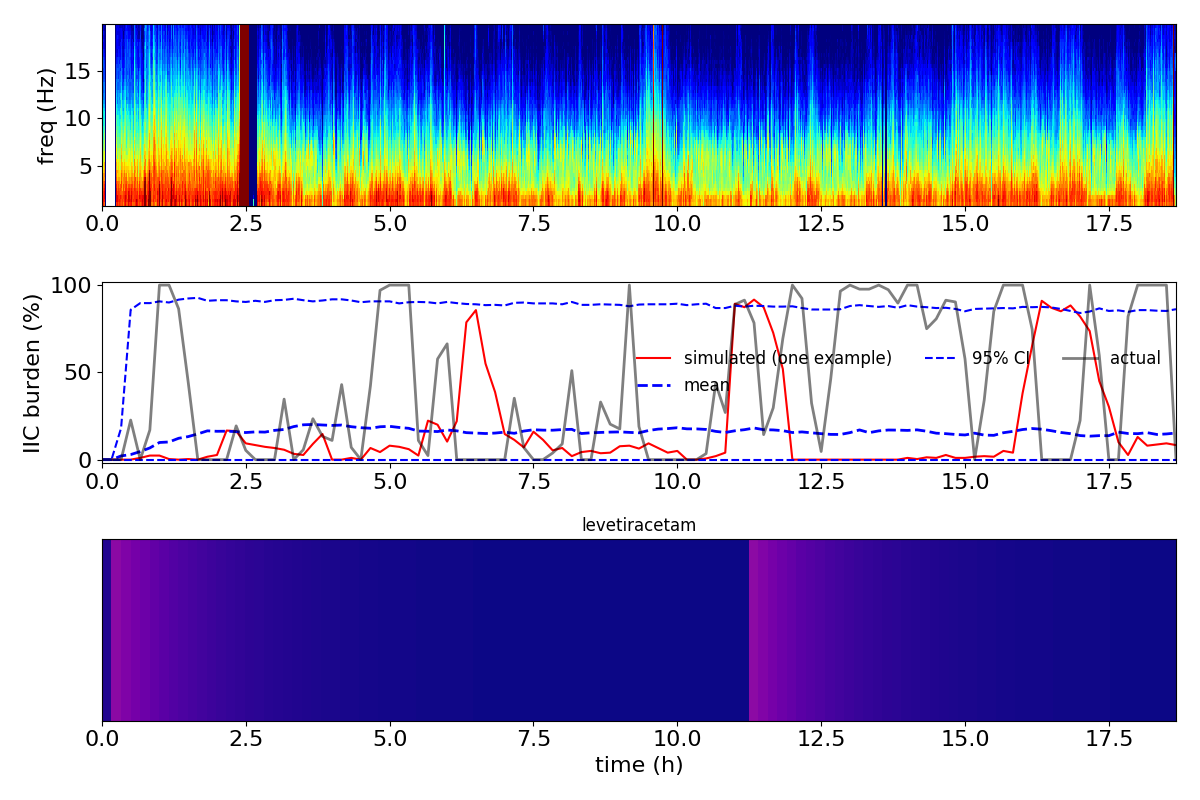 freq (Hz)
15
10
5
0.0 2.5 5.0 7.5 10.0 12.5 15.0 17.5
IIC burden (%)
100
50
0
simulated (one example) 95% CI actual
mean
0.0 2.5 5.0 7.5 10.0 12.5 15.0 17.5
levetiracetam
0.0 2.5 5.0 7.5 10.0 12.5 15.0 17.5
time (h)